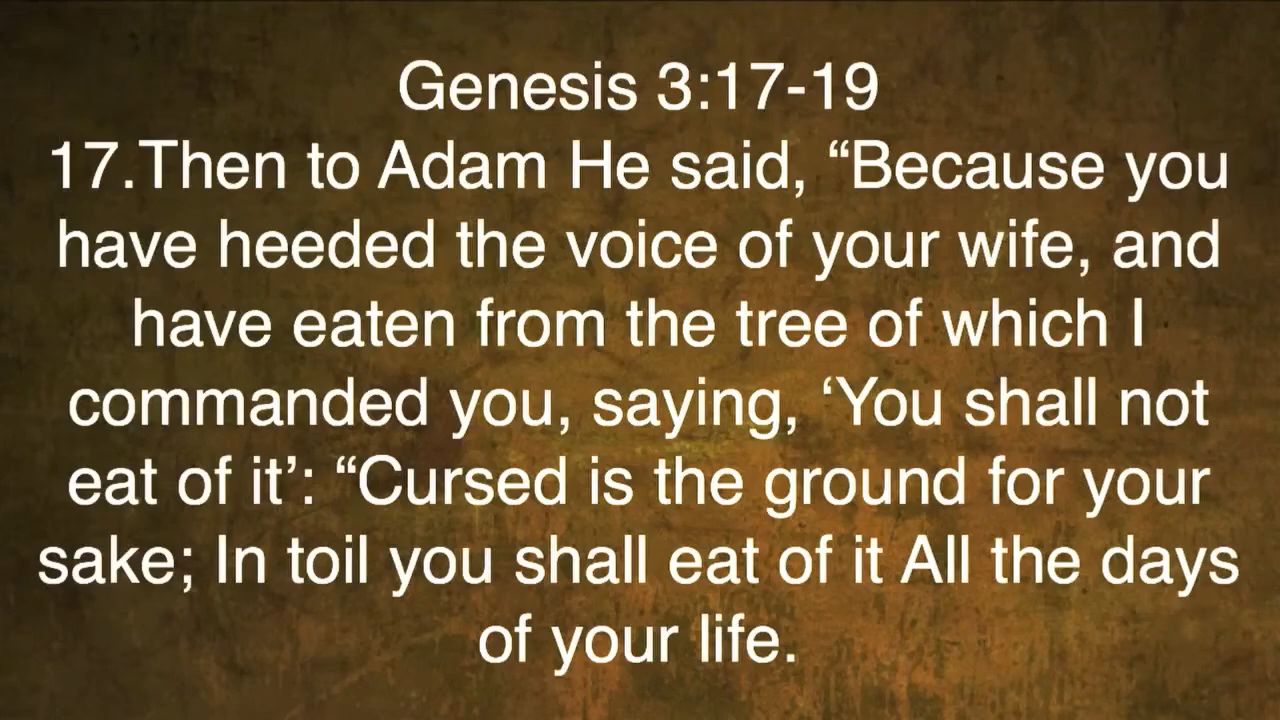 Genesis 3:17-19
17.Then to Adam He said, “Because you
have heeded the voice of your wife, and
have eaten from the tree of which I
commanded you, saying, ‘You shall not
eat of it’: “Cursed is the ground for your
sake; In toil you shall eat of it All the days
of your life.